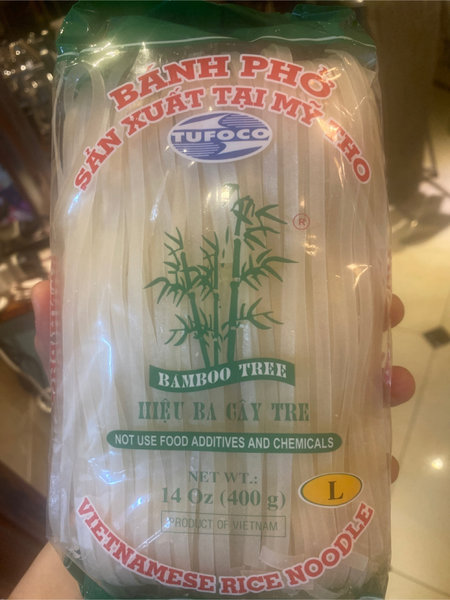 BÁNH PHỞ
SẢN XUẤT TẠI MỸ THO
TUFOCO
®
BAMBOO TREE
HIỆU BA CÂY TRE
NOT USE FOOD ADDITIVES AND CHEMICALS
NET WT.:
14 Oz (400 g)
L
PRODUCT OF VIETNAM
VIETNAMESE RICE NOODLE